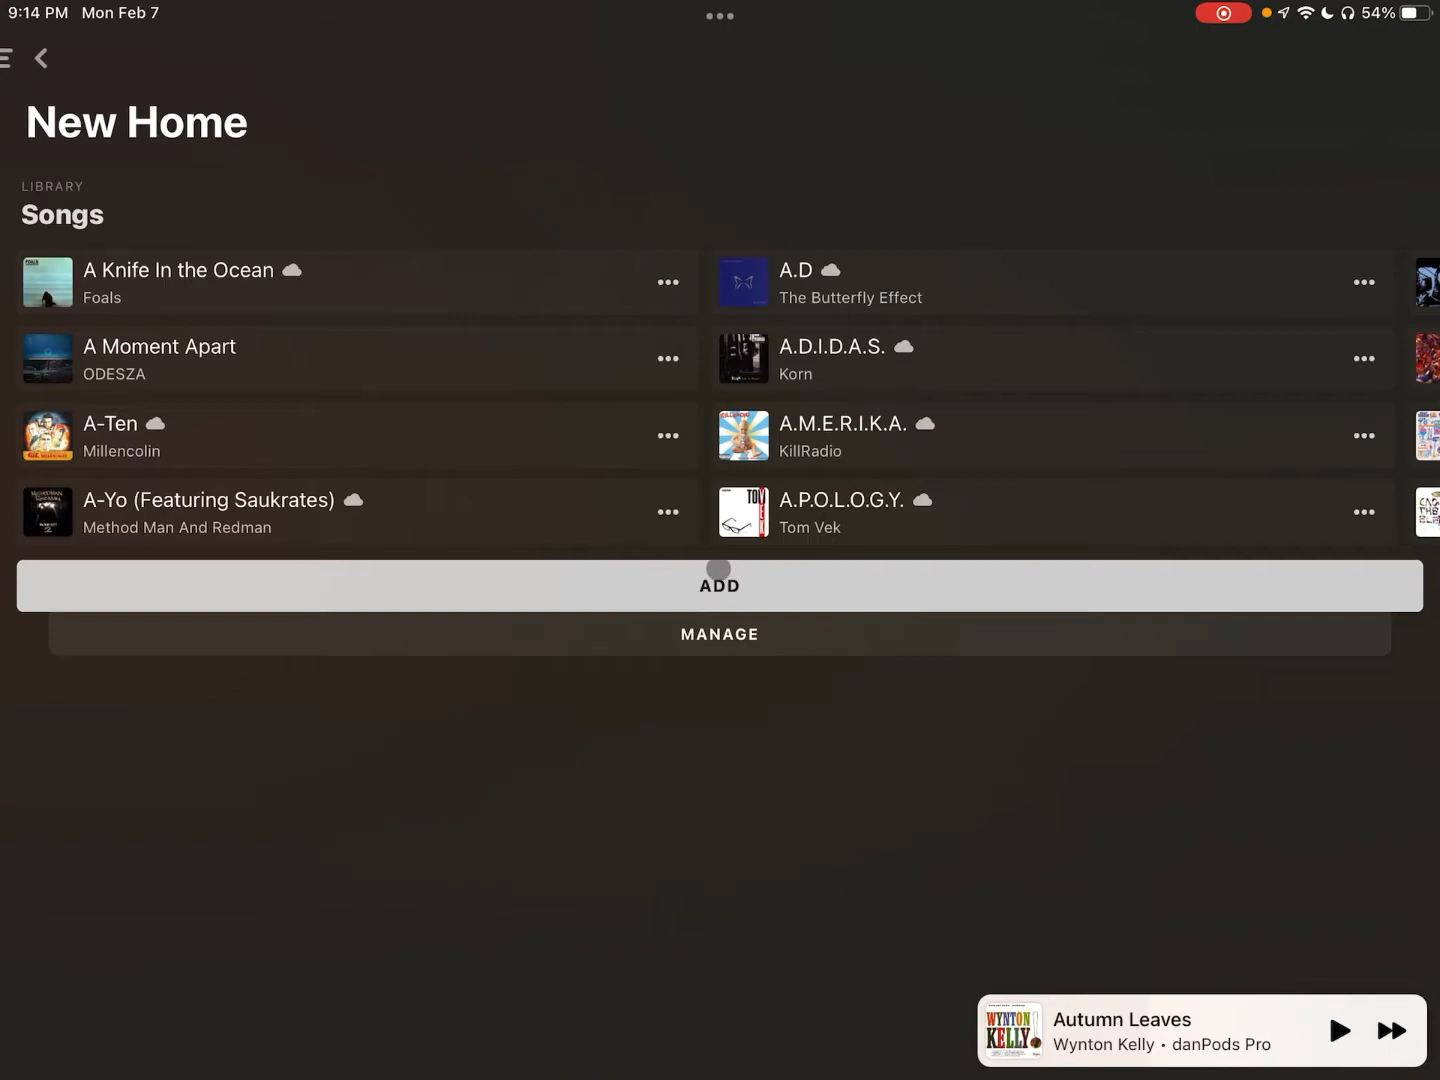 9:14 PM Mon Feb 7
54%
New Home
LIBRARY
Songs
A Knife In the Ocean
Foals
A.D
The Butterfly Effect
A Moment Apart
ODESZA
A.D.I.D.A.S.
Korn
A-Ten
Millencolin
A.M.E.R.I.K.A.
KillRadio
A-Yo (Featuring Saukrates)
Method Man And Redman
A.P.O.L.O.G.Y.
Tom Vek
ADD
MANAGE
WYNTON
KELLY
Autumn Leaves
Wynton Kelly • danPods Pro